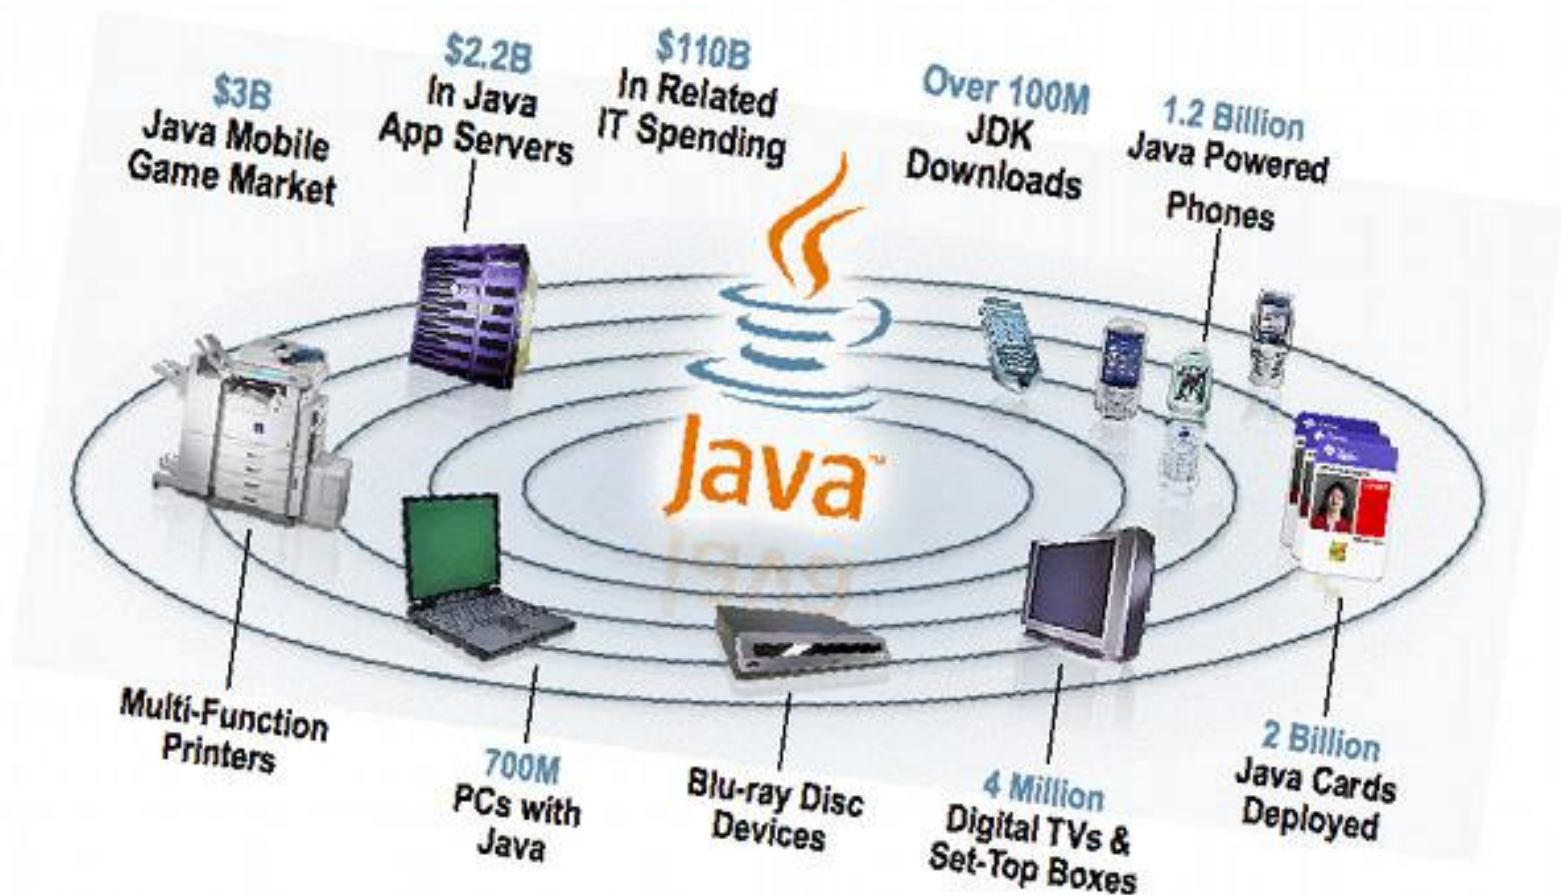 $3B
Java Mobile
Game Market
$2.2B
In Java
App Servers
$110B
In Related
IT Spending
Over 100M
JDK
Downloads
1.2 Billion
Java Powered
Phones
Java™
Multi-Function
Printers
700M
PCs with
Java
Blu-ray Disc
Devices
4 Million
Digital TVs &
Set-Top Boxes
2 Billion
Java Cards
Deployed